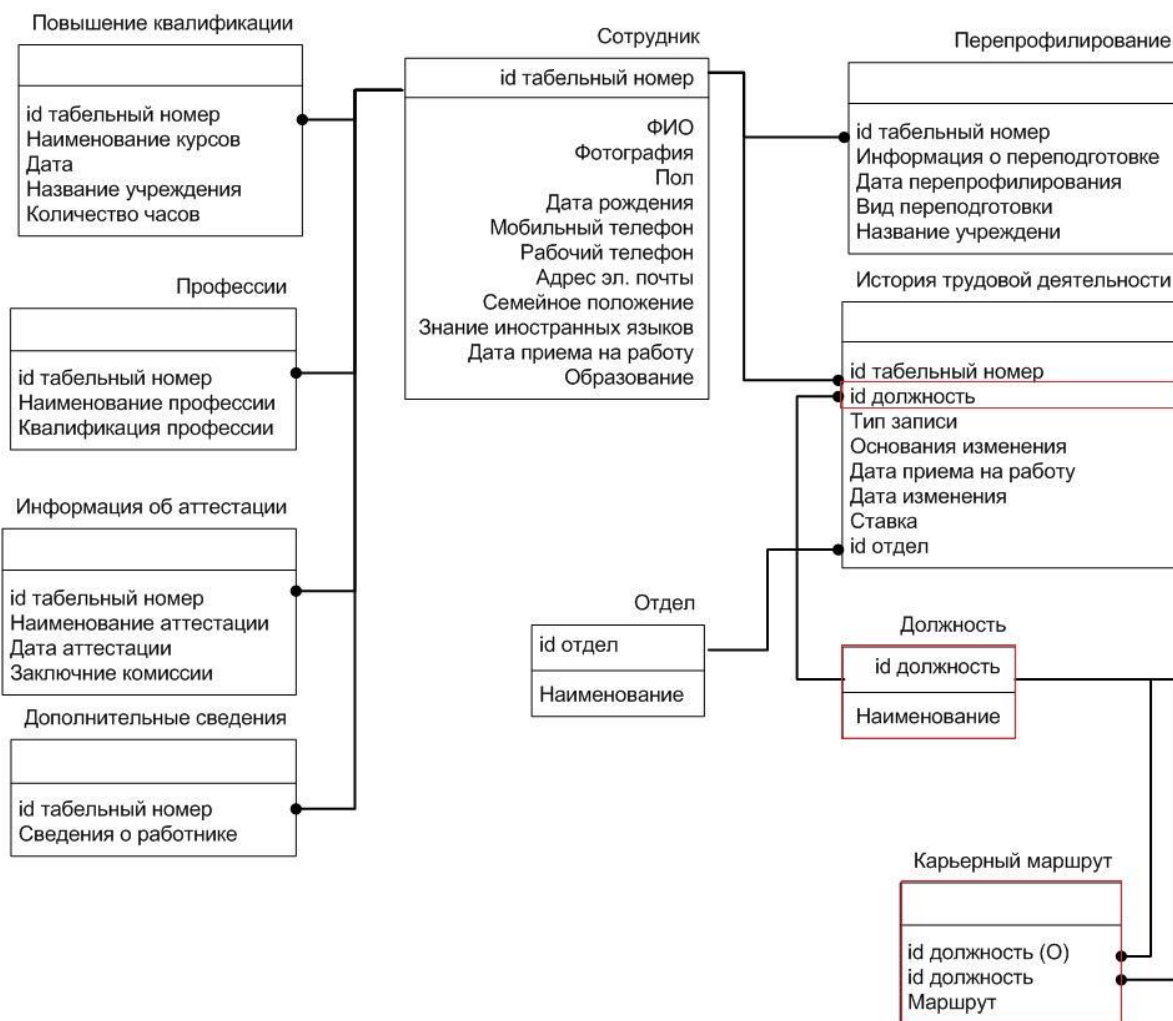 Повышение квалификации
id табельный номер
Наименование курсов
Дата
Название учреждения
Количество часов
Профессии
id табельный номер
Наименование профессии
Квалификация профессии
Информация об аттестации
id табельный номер
Наименование аттестации
Дата аттестации
Заключние комиссии
Дополнительные сведения
id табельный номер
Сведения о работнике
Сотрудник
id табельный номер
ФИО
Фотография
Пол
Дата рождения
Мобильный телефон
Рабочий телефон
Адрес эл. почты
Семейное положение
Знание иностранных языков
Дата приема на работу
Образование
Отдел
id отдел
Наименование
Перепрофилирование
id табельный номер
Информация о переподготовке
Дата перепрофилирования
Вид переподготовки
Название учреждени
История трудовой деятельности
id табельный номер
id должность
Тип записи
Основания изменения
Дата приема на работу
Дата изменения
Ставка
id отдел
Должность
id должность
Наименование
Карьерный маршрут
id должность (О)
id должность
Маршрут